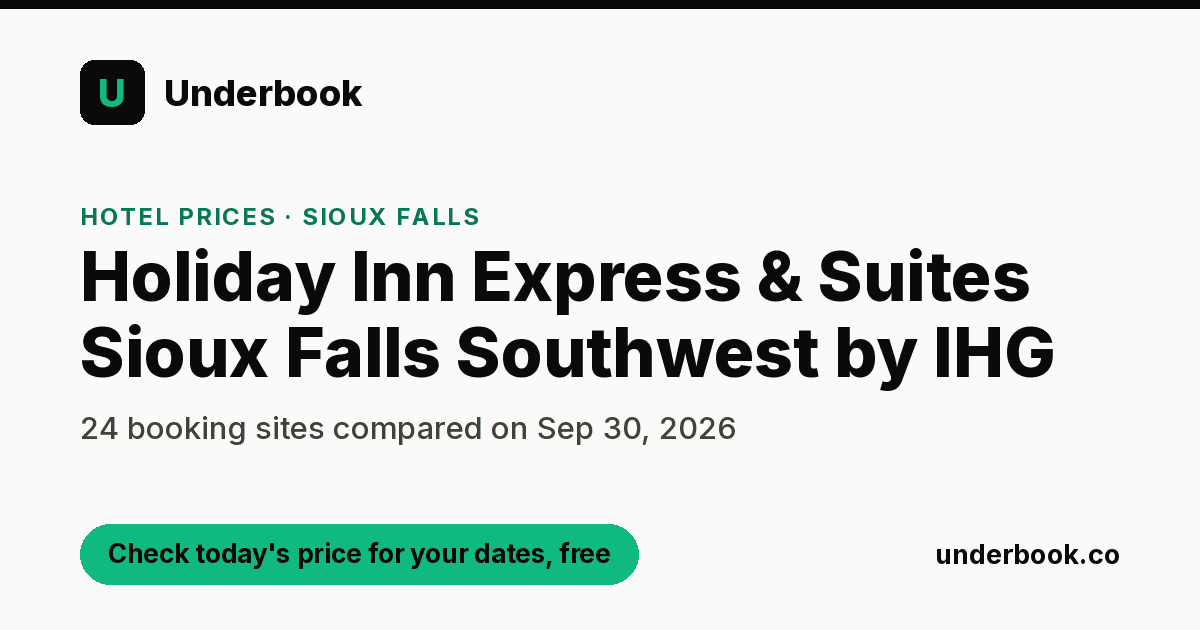 U
Underbook
HOTEL PRICES · SIOUX FALLS
Holiday Inn Express & Suites
Sioux Falls Southwest by IHG
24 booking sites compared on Sep 30, 2026
Check today's price for your dates, free
underbook.co